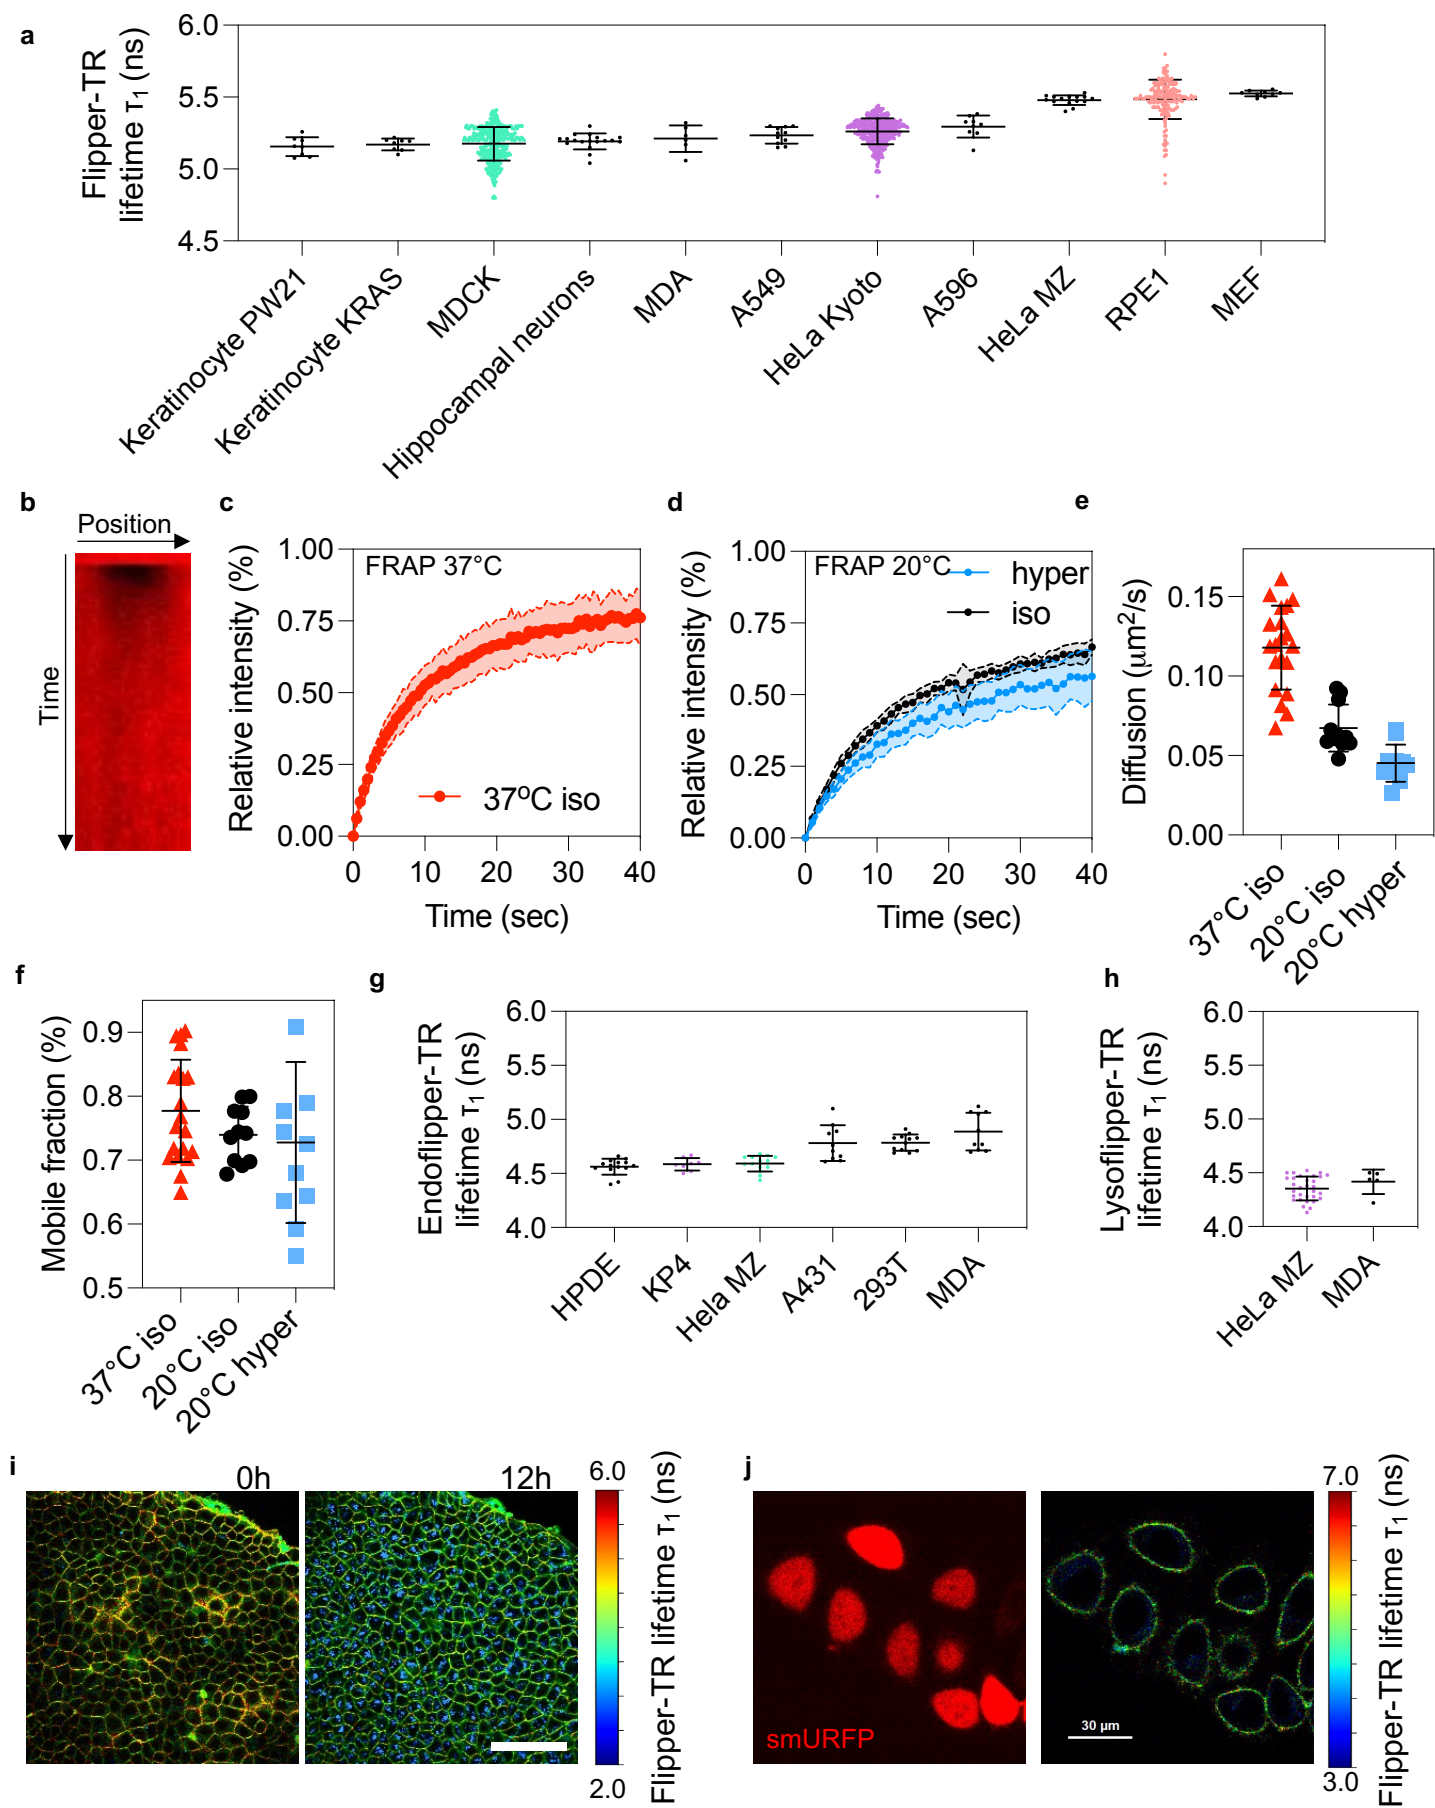 a
Flipper-TR
lifetime τ1 (ns)
6.0
5.5
5.0
4.5
Keratinocyte PW21
Keratinocyte KRAS
MDCK
Hippocampal neurons
MDA
A549
HeLa Kyoto
A596
HeLa MZ
RPE1
MEF
b
Position
Time
c
Relative intensity (%)
1.00
0.75
0.50
0.25
0.00
FRAP 37°C
37ºC iso
0 10 20 30 40
Time (sec)
d
Relative intensity (%)
1.00
0.75
0.50
0.25
0.00
FRAP 20°C
hyper
iso
0 10 20 30 40
Time (sec)
e
Diffusion (μm2/s)
0.15
0.10
0.05
0.00
37°C iso
20°C iso
20°C hyper
f
Mobile fraction (%)
0.9
0.8
0.7
0.6
0.5
37°C iso
20°C iso
20°C hyper
g
Endoflipper-TR
lifetime τ1 (ns)
6.0
5.5
5.0
4.5
4.0
HPDE
KP4
Hela MZ
A431
293T
MDA
h
Lysoflipper-TR
lifetime τ1 (ns)
6.0
5.5
5.0
4.5
4.0
HeLa MZ
MDA
i
0h
12h
6.0
2.0
Flipper-TR lifetime τ1 (ns)
j
smURFP
30 µm
7.0
3.0
Flipper-TR lifetime τ1 (ns)